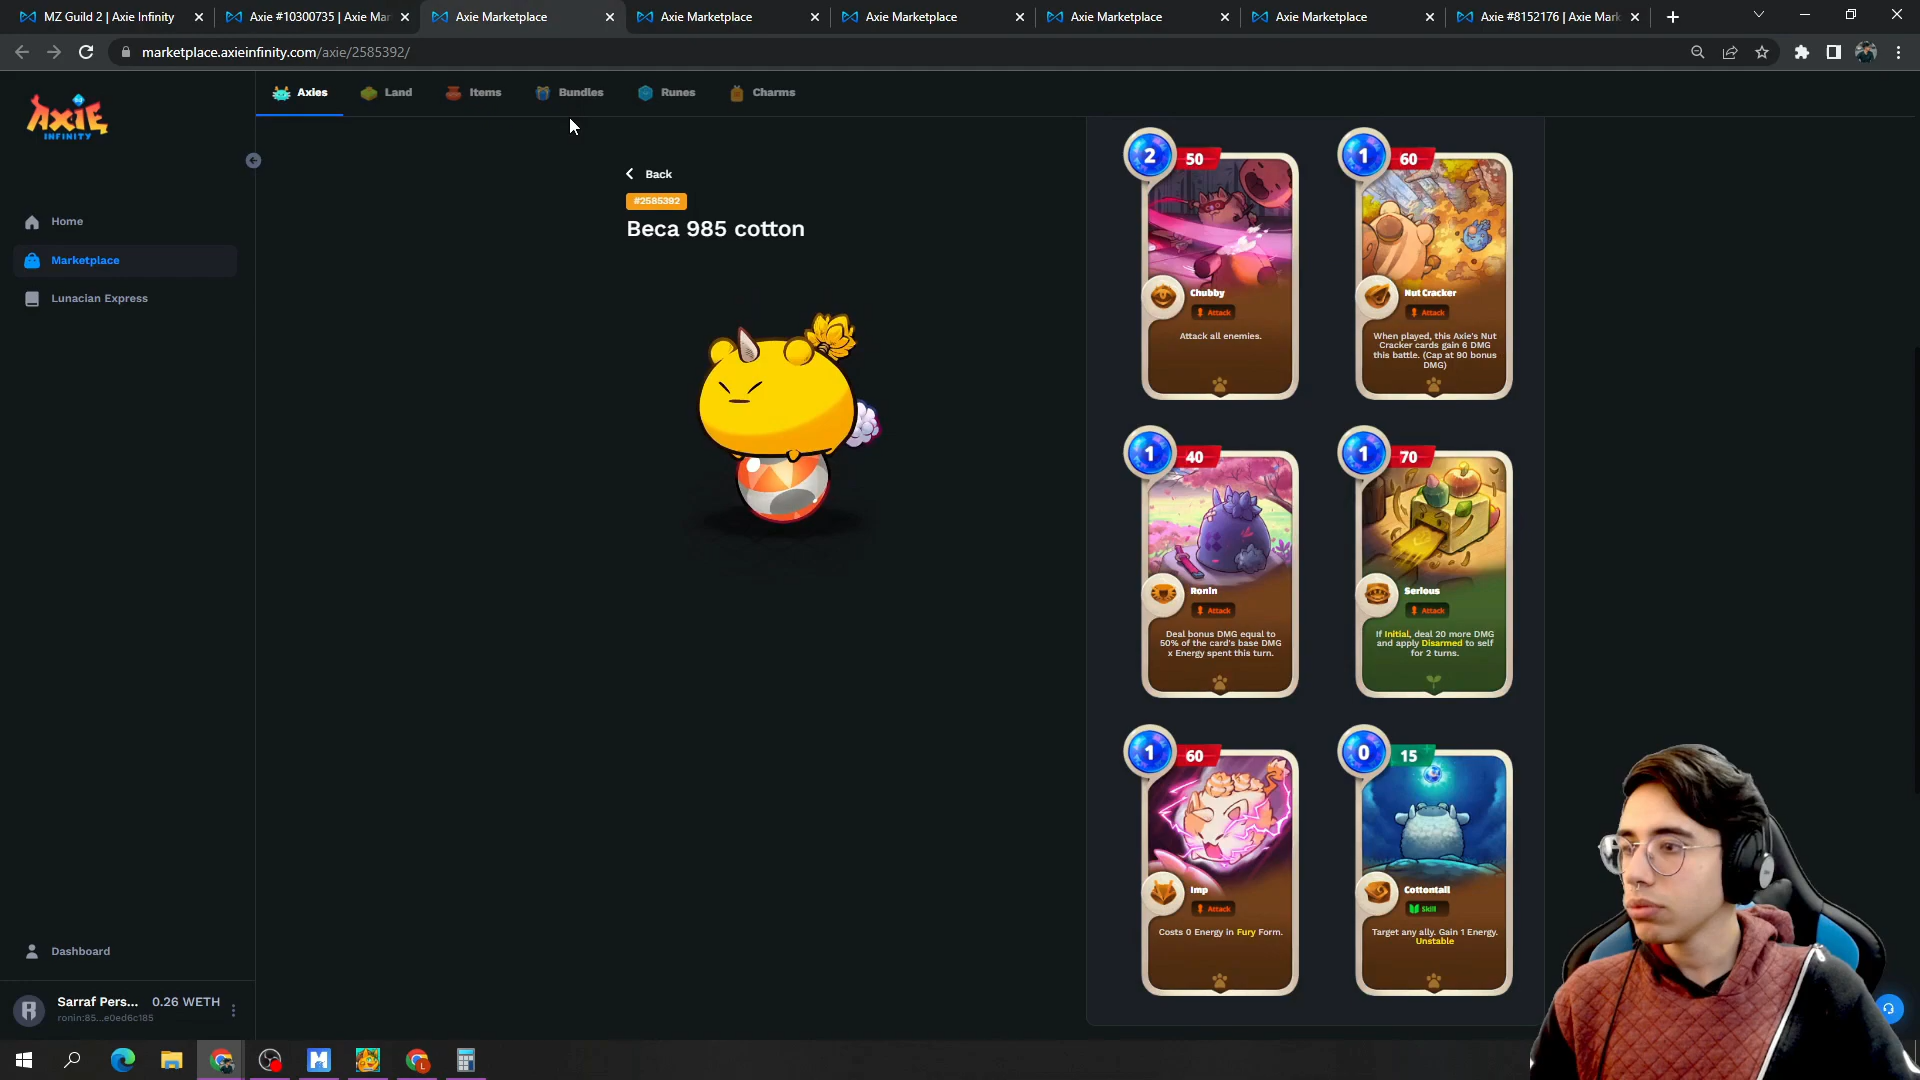 MZ Guild 2 | Axie Infinity
Axie #10300735 | Axie Mar
Axie Marketplace
Axie Marketplace
Axie Marketplace
Axie Marketplace
Axie Marketplace
Axie #8152176 | Axie Mark
marketplace.axieinfinity.com/axie/2585392/
AXIE
INFINITY
Axies
Land
Items
Bundles
Runes
Charms
Home
Marketplace
Lunacian Express
Back
#2585392
Beca 985 cotton
2
50
Chubby
Attack
Attack all enemies.
1
60
Nut Cracker
Attack
When played, this Axie's Nut
Cracker cards gain 6 DMG
this battle. (Cap at 90 bonus
DMG)
1
40
Ronin
Attack
Deal bonus DMG equal to
50% of the card's base DMG
x Energy spent this turn.
1
70
Serious
Attack
If Initial, deal 20 more DMG
and apply Disarmed to self
for 2 turns.
1
60
Imp
Attack
Costs 0 Energy in Fury Form.
0
15
Cottontail
Skill
Target any ally. Gain 1 Energy.
Unstable
Dashboard
Sarraf Pers... 0.26 WETH
ronin:85...e0ed6c185